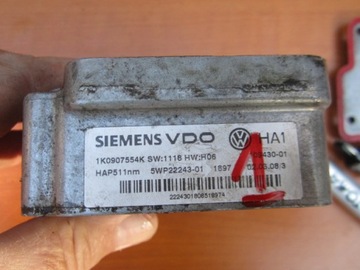 SIEMENS VDO HA1
1K0907554K SW:1116 HW:H06
HAP511nm 5WP22243-01
1